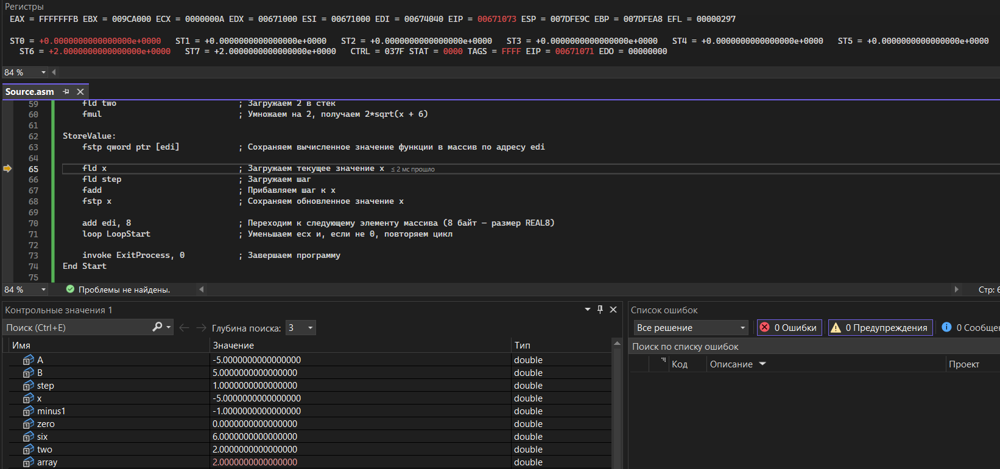 Регистры
EAX = FFFFFFFB EBX = 009CA000 ECX = 0000000A EDX = 00671000 ESI = 00671000 EDI = 00674040 EIP = 00671073 ESP = 007DFE9C EBP = 007DFEA8 EFL = 00000297
ST0 = +0.0000000000000000e+0000 ST1 = +0.0000000000000000e+0000 ST2 = +0.0000000000000000e+0000 ST3 = +0.0000000000000000e+0000 ST4 = +0.0000000000000000e+0000 ST5 = +0.0000000000000000e+0000
ST6 = +2.0000000000000000e+0000 ST7 = +2.0000000000000000e+0000 CTRL = 037F STAT = 0000 TAGS = FFFF EIP = 00671071 EDO = 00000000
84 %
Source.asm
59 fld two ; Загружаем 2 в стек
60 fmul ; Умножаем на 2, получаем 2*sqrt(x + 6)
61
62 StoreValue:
63 fstp qword ptr [edi] ; Сохраняем вычисленное значение функции в массив по адресу edi
64
65 fld x ; Загружаем текущее значение x ≤ 2 мс прошло
66 fld step ; Загружаем шаг
67 fadd ; Прибавляем шаг к x
68 fstp x ; Сохраняем обновленное значение x
69
70 add edi, 8 ; Переходим к следующему элементу массива (8 байт – размер REAL8)
71 loop LoopStart ; Уменьшаем ecx и, если не 0, повторяем цикл
72
73 invoke ExitProcess, 0 ; Завершаем программу
74 End Start
75
84 % Проблемы не найдены. Стр: 6
Контрольные значения 1
Поиск (Ctrl+E) Глубина поиска: 3
Имя Значение Тип
A -5.0000000000000000 double
B 5.0000000000000000 double
step 1.0000000000000000 double
x -5.0000000000000000 double
minus1 -1.0000000000000000 double
zero 0.0000000000000000 double
six 6.0000000000000000 double
two 2.0000000000000000 double
array 2.0000000000000000 double
Список ошибок
Все решение 0 Ошибки 0 Предупреждения 0 Сообщен
Поиск по списку ошибок
Код Описание Проект